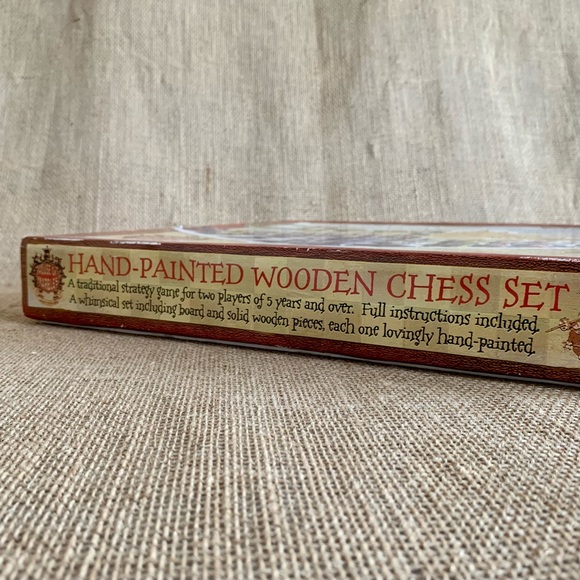 HAND-PAINTED WOODEN CHESS SET
A traditional strategy game for two players of 5 years and over. Full instructions included.
A whimsical set including board and solid wooden pieces, each one lovingly hand-painted.